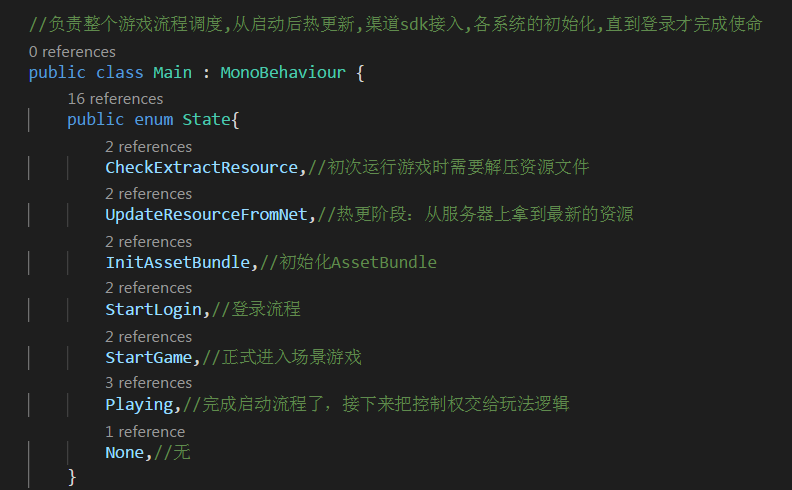 //负责整个游戏流程调度,从启动后热更新,渠道sdk接入,各系统的初始化,直到登录才完成使命
0 references
public class Main : MonoBehaviour {
16 references
public enum State{
2 references
CheckExtractResource,//初次运行游戏时需要解压资源文件
2 references
UpdateResourceFromNet,//热更阶段：从服务器上拿到最新的资源
2 references
InitAssetBundle,//初始化AssetBundle
2 references
StartLogin,//登录流程
2 references
StartGame,//正式进入场景游戏
3 references
Playing,//完成启动流程了，接下来把控制权交给玩法逻辑
1 reference
None,//无
}